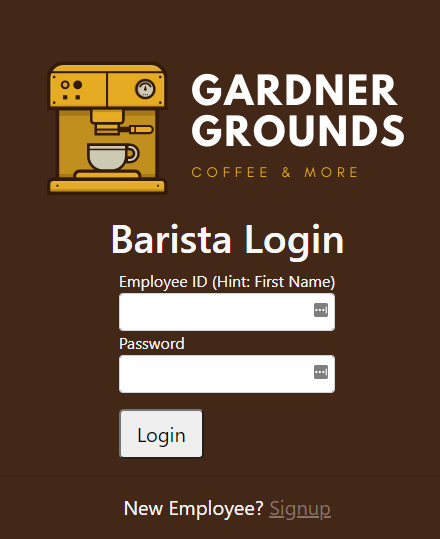 GARDNER
GROUNDS
COFFEE & MORE
Barista Login
Employee ID (Hint: First Name)
Password
Login
New Employee? Signup